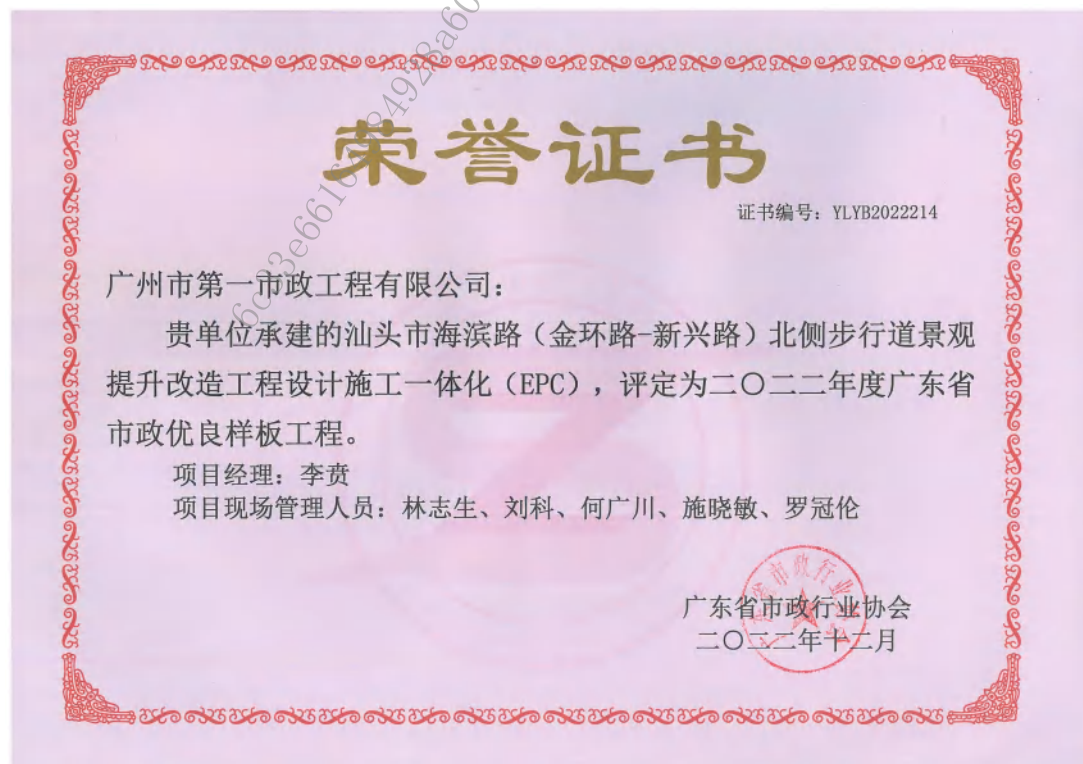 荣誉证书
证书编号：YLYB2022214
广州市第一市政工程有限公司：
贵单位承建的汕头市海滨路（金环路-新兴路）北侧步行道景观
提升改造工程设计施工一体化（EPC），评定为二〇二二年度广东省
市政优良样板工程。
项目经理：李贲
项目现场管理人员：林志生、刘科、何广川、施晓敏、罗冠伦
广东省市政行业协会
二〇二二年十二月